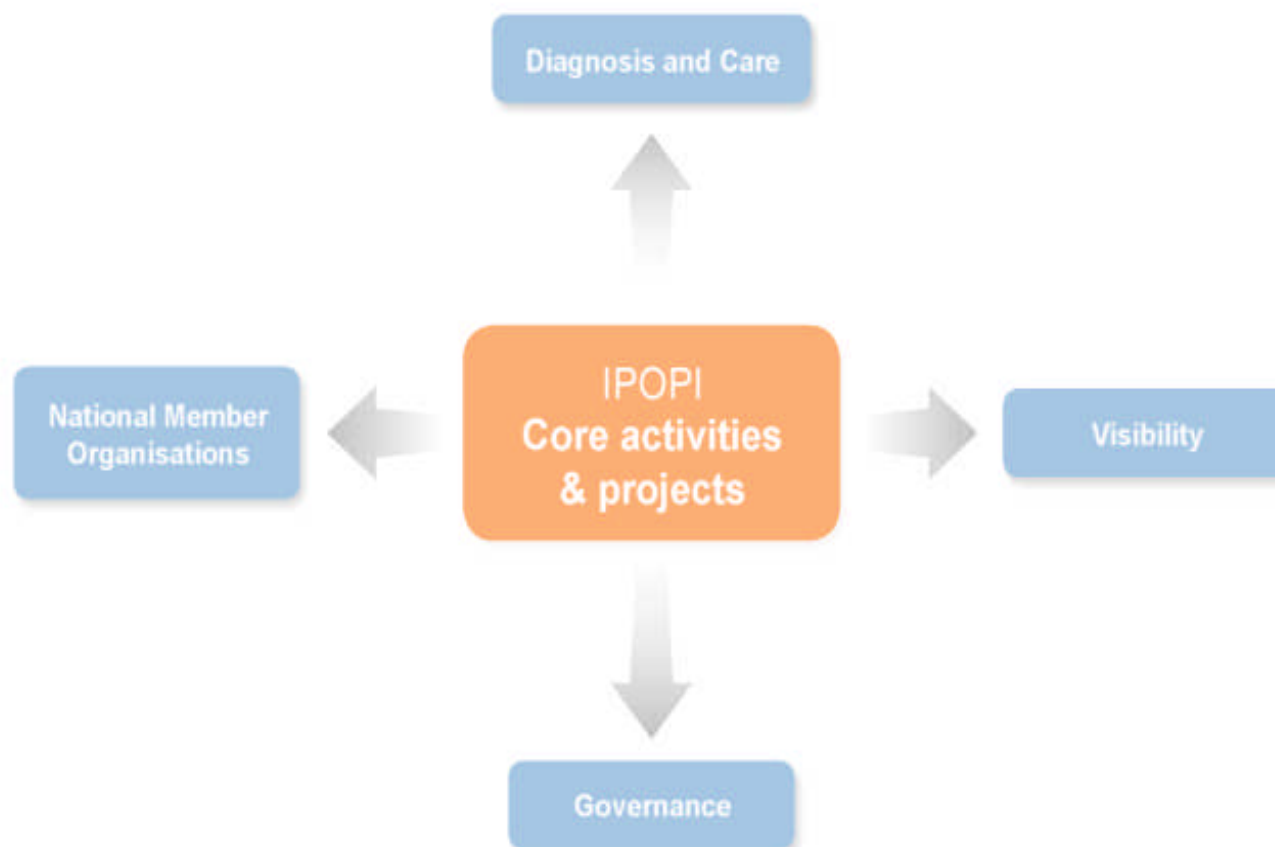 Diagnosis and Care
IPOPI
Core activities
& projects
National Member
Organisations
Visibility
Governance